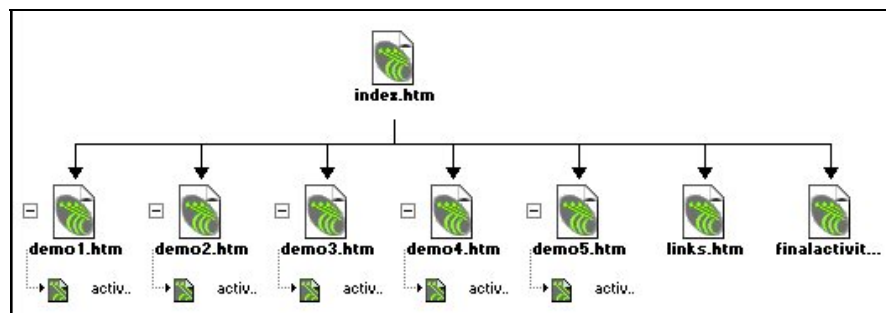 index.htm
demo1.htm demo2.htm demo3.htm demo4.htm demo5.htm links.htm finalactivit...
activ.. activ.. activ.. activ.. activ..